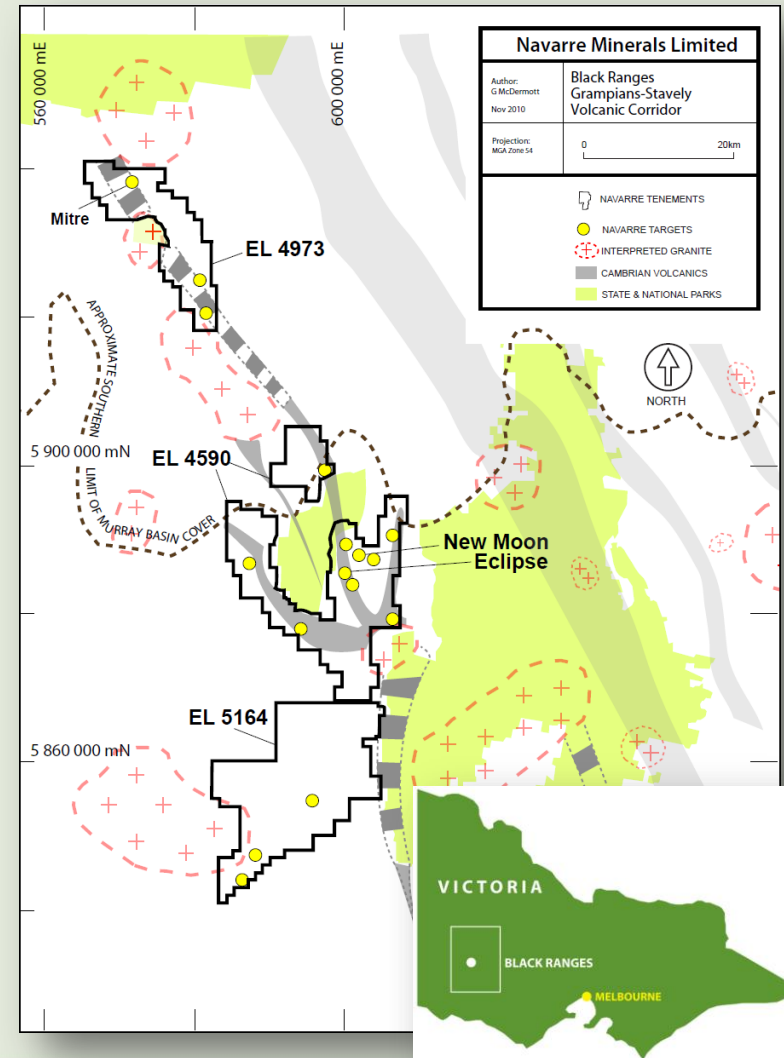 560 000 mE
600 000 mE
Navarre Minerals Limited
Author:
G McDermott
Nov 2010
Black Ranges
Grampians-Stavely
Volcanic Corridor
Projection:
MGA Zone 54
0
20km
NAVARRE TENEMENTS
NAVARRE TARGETS
INTERPRETED GRANITE
CAMBRIAN VOLCANICS
STATE & NATIONAL PARKS
Mitre
EL 4973
APPROXIMATE SOUTHERN
LIMIT OF MURRAY BASIN COVER
NORTH
5 900 000 mN
EL 4590
New Moon
Eclipse
EL 5164
5 860 000 mN
VICTORIA
BLACK RANGES
MELBOURNE